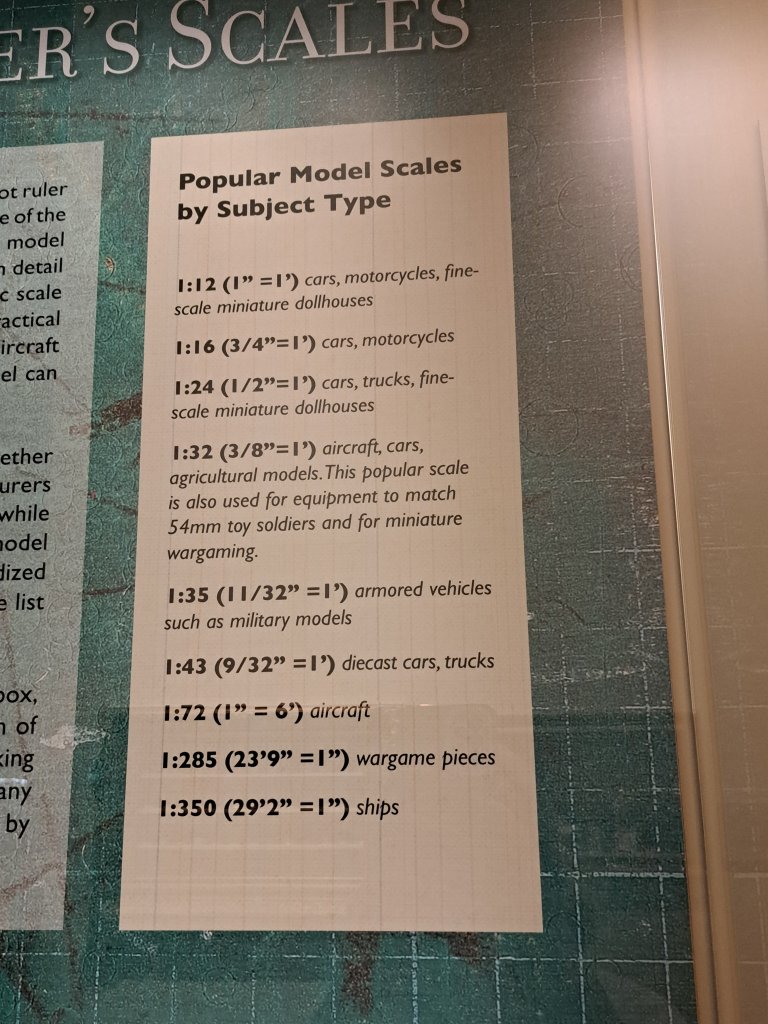 ER'S SCALES
ot ruler
e of the
model
n detail
c scale
actical
ircraft
el can
ether
urers
while
nodel
dized
e list
box,
n of
king
any
by
Popular Model Scales
by Subject Type
1:12 (1” =1’) cars, motorcycles, fine-
scale miniature dollhouses
1:16 (3/4”=1’) cars, motorcycles
1:24 (1/2”=1’) cars, trucks, fine-
scale miniature dollhouses
1:32 (3/8”=1’) aircraft, cars,
agricultural models. This popular scale
is also used for equipment to match
54mm toy soldiers and for miniature
wargaming.
1:35 (11/32” =1’) armored vehicles
such as military models
1:43 (9/32” =1’) diecast cars, trucks
1:72 (1” = 6’) aircraft
1:285 (23’9” =1”) wargame pieces
1:350 (29’2” =1”) ships